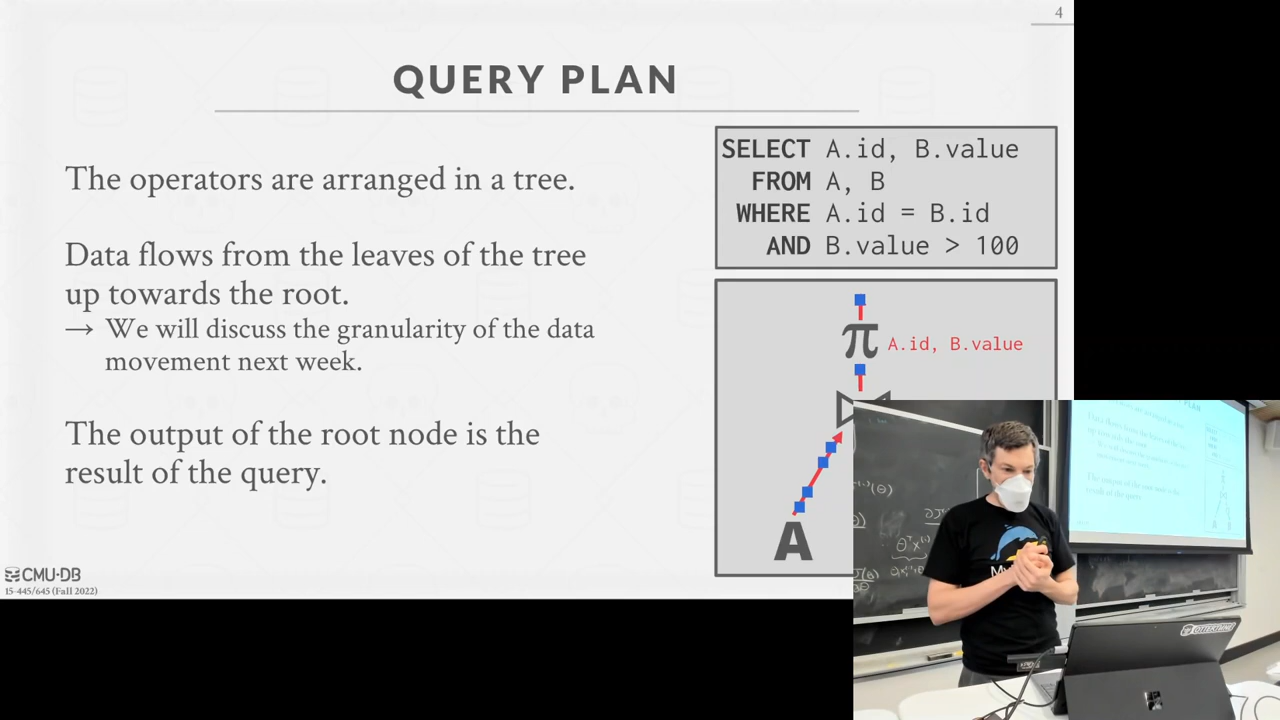 4
QUERY PLAN
The operators are arranged in a tree.
Data flows from the leaves of the tree
up towards the root.
→ We will discuss the granularity of the data
movement next week.
The output of the root node is the
result of the query.
SELECT A.id, B.value
FROM A, B
WHERE A.id = B.id
AND B.value > 100
π A.id, B.value
A
CMU·DB
15-445/645 (Fall 2022)